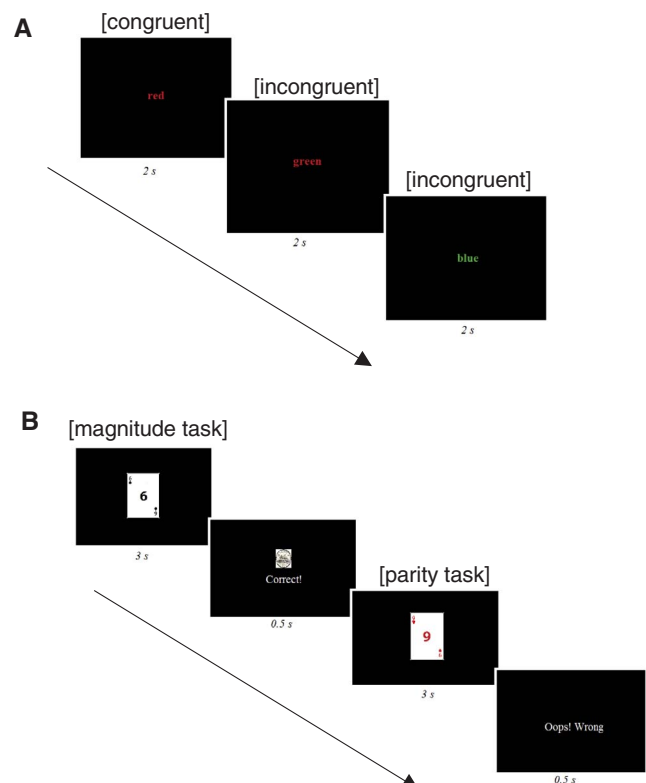 A
[congruent]
red
2 s
[incongruent]
green
2 s
[incongruent]
blue
2 s
B
[magnitude task]
6
3 s
Correct!
0.5 s
[parity task]
9
3 s
Oops! Wrong
0.5 s